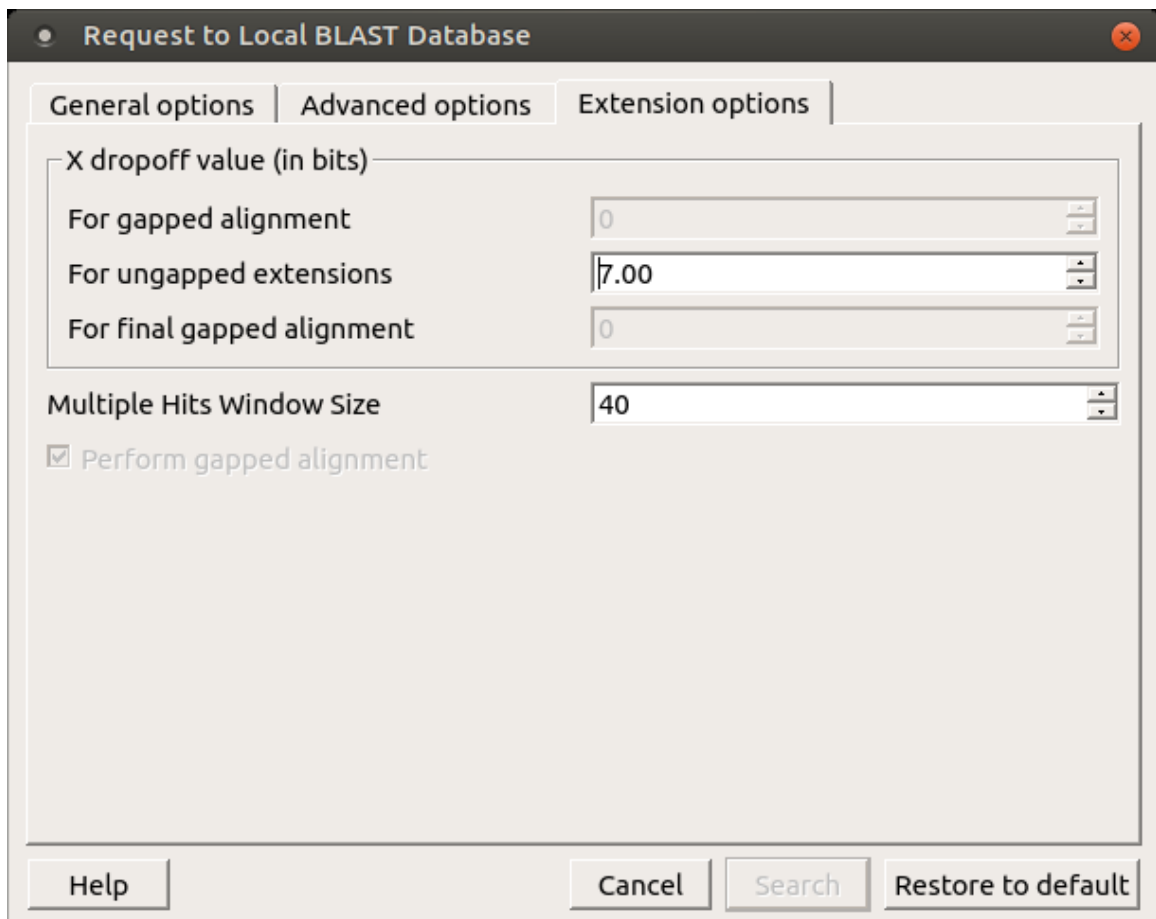 Request to Local BLAST Database
General options Advanced options Extension options
X dropoff value (in bits)
For gapped alignment 0
For ungapped extensions 7.00
For final gapped alignment 0
Multiple Hits Window Size 40
Perform gapped alignment
Help Cancel Search Restore to default